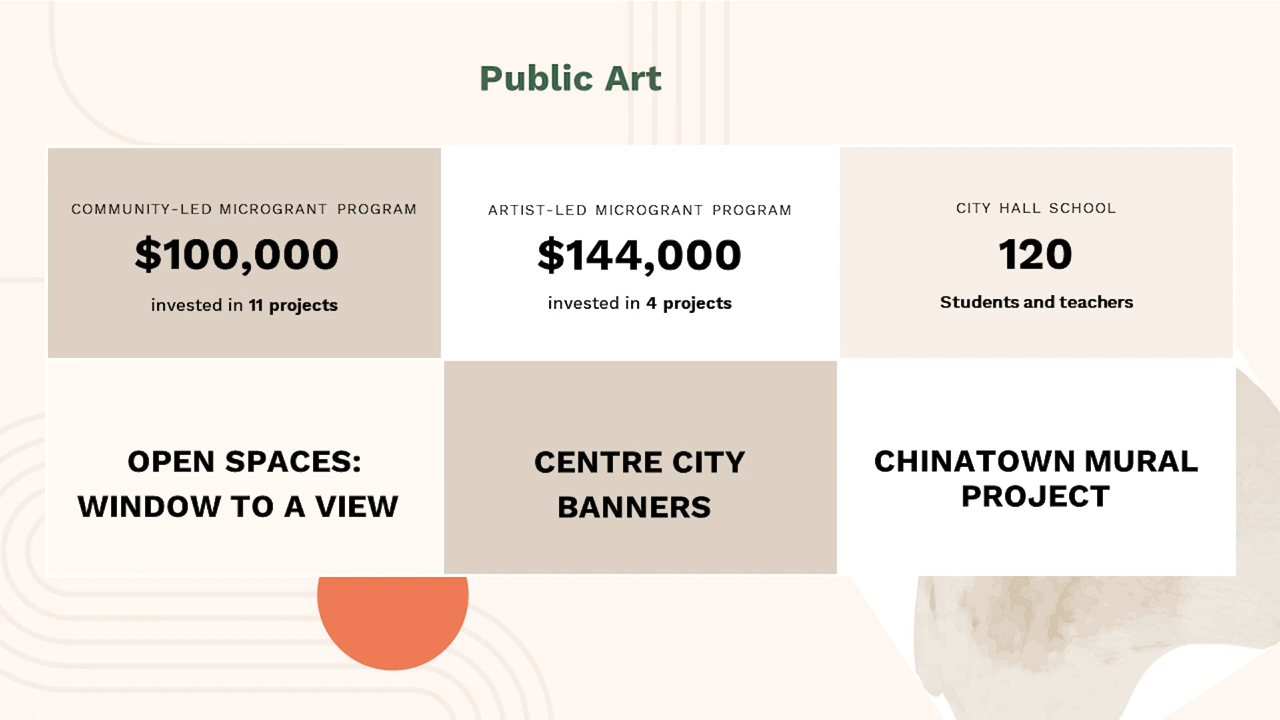 Public Art
COMMUNITY-LED MICROGRANT PROGRAM
$100,000
invested in 11 projects
ARTIST-LED MICROGRANT PROGRAM
$144,000
invested in 4 projects
CITY HALL SCHOOL
120
Students and teachers
OPEN SPACES:
WINDOW TO A VIEW
CENTRE CITY
BANNERS
CHINATOWN MURAL
PROJECT